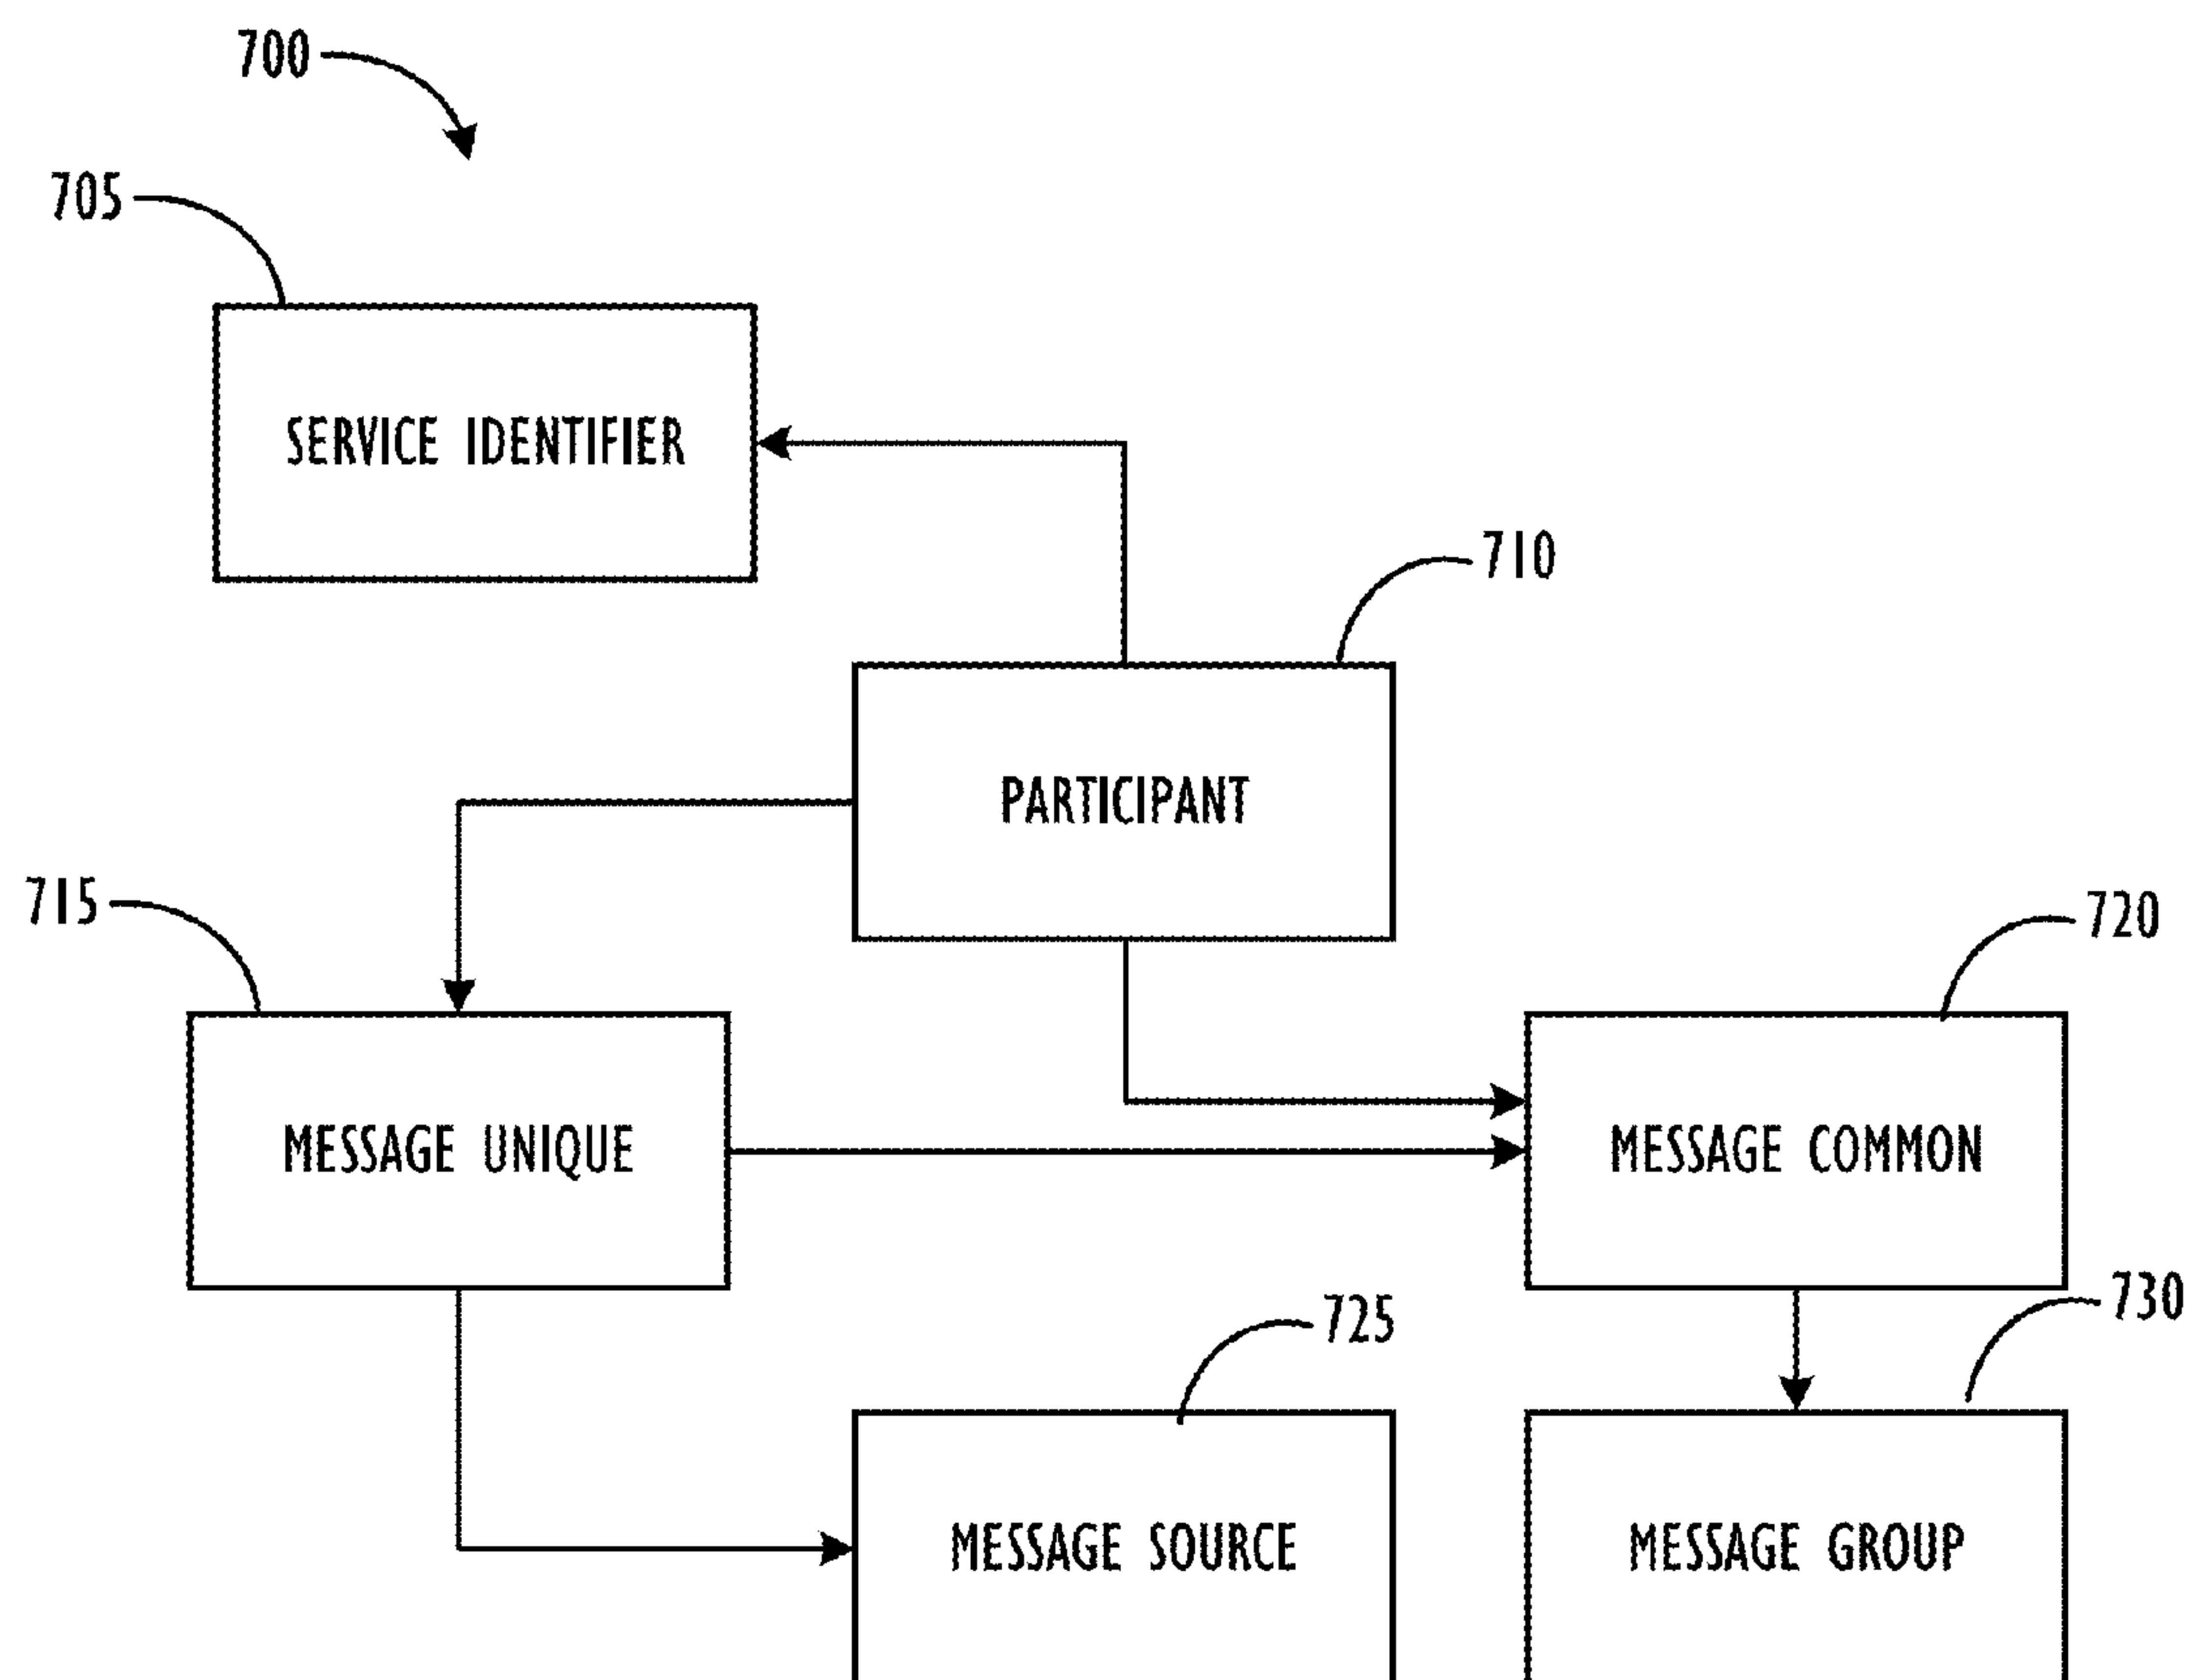 700
705
SERVICE IDENTIFIER
710
PARTICIPANT
715
720
MESSAGE UNIQUE
MESSAGE COMMON
725
730
MESSAGE SOURCE
MESSAGE GROUP